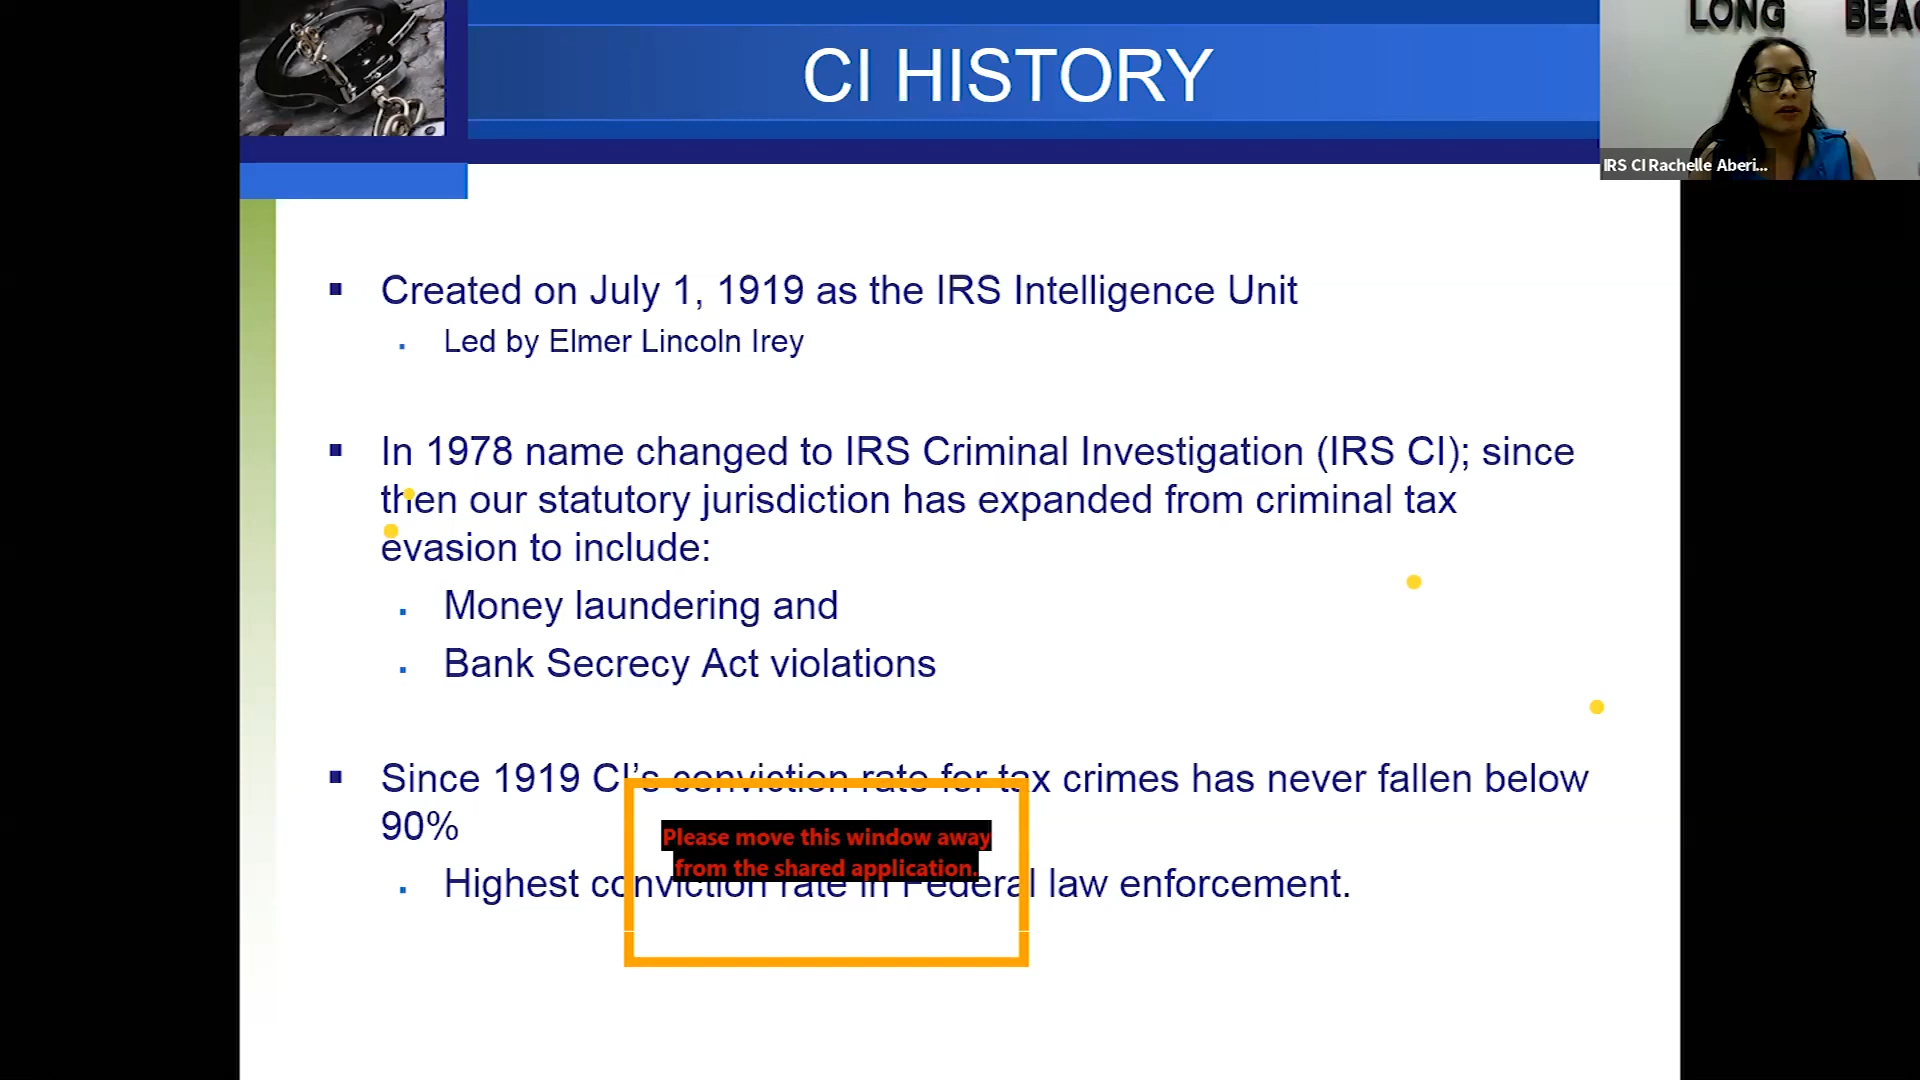 CI HISTORY
LONG BEAC
IRS CI Rachelle Aberi...
Created on July 1, 1919 as the IRS Intelligence Unit
Led by Elmer Lincoln Irey
In 1978 name changed to IRS Criminal Investigation (IRS CI); since
then our statutory jurisdiction has expanded from criminal tax
evasion to include:
Money laundering and
Bank Secrecy Act violations
Since 1919 CI's conviction rate for tax crimes has never fallen below
90%
Please move this window away
from the shared application.
Highest conviction rate in Federal law enforcement.